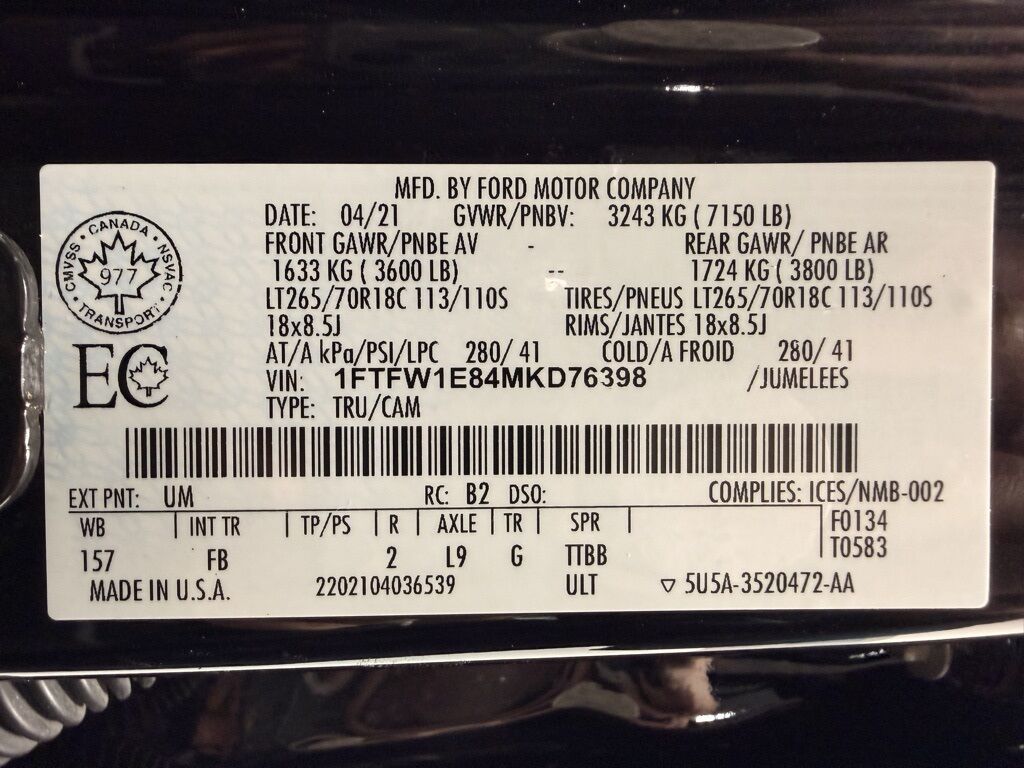 MFD. BY FORD MOTOR COMPANY
DATE: 04/21 GVWR/PNBV: 3243 KG ( 7150 LB)
FRONT GAWR/PNBE AV - REAR GAWR/ PNBE AR
1633 KG ( 3600 LB) -- 1724 KG ( 3800 LB)
LT265/70R18C 113/110S TIRES/PNEUS LT265/70R18C 113/110S
18x8.5J RIMS/JANTES 18x8.5J
AT/A kPa/PSI/LPC 280/ 41 COLD/A FROID 280/ 41
VIN: 1FTFW1E84MKD76398 /JUMELEES
TYPE: TRU/CAM
CMVSS • CANADA • NSVAC
977
• TRANSPORT •
EC
EXT PNT: UM RC: B2 DSO: COMPLIES: ICES/NMB-002
WB | INT TR | TP/PS | R | AXLE | TR | SPR | F0134
157 FB 2 L9 G TTBB T0583
MADE IN U.S.A. 2202104036539 ULT ▽ 5U5A-3520472-AA